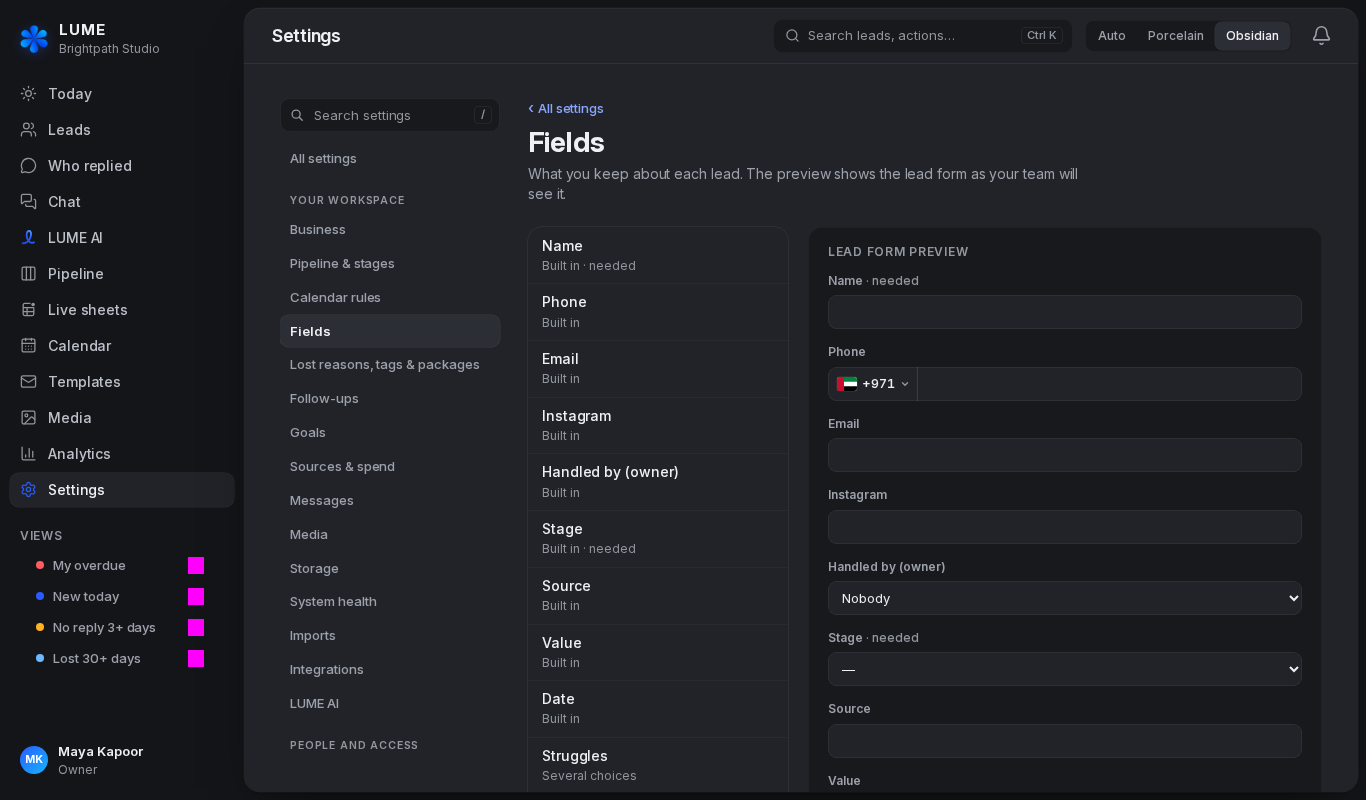 LUME
Brightpath Studio
Today
Leads
Who replied
Chat
LUME AI
Pipeline
Live sheets
Calendar
Templates
Media
Analytics
Settings
VIEWS
My overdue
New today
No reply 3+ days
Lost 30+ days
MK
Maya Kapoor
Owner
Settings
Search leads, actions…
Ctrl K
Auto
Porcelain
Obsidian
Search settings
/
All settings
YOUR WORKSPACE
Business
Pipeline & stages
Calendar rules
Fields
Lost reasons, tags & packages
Follow-ups
Goals
Sources & spend
Messages
Media
Storage
System health
Imports
Integrations
LUME AI
PEOPLE AND ACCESS
‹ All settings
Fields
What you keep about each lead. The preview shows the lead form as your team will
see it.
Name
Built in · needed
Phone
Built in
Email
Built in
Instagram
Built in
Handled by (owner)
Built in
Stage
Built in · needed
Source
Built in
Value
Built in
Date
Built in
Struggles
Several choices
LEAD FORM PREVIEW
Name · needed
Phone
+971
Email
Instagram
Handled by (owner)
Nobody
Stage · needed
—
Source
Value